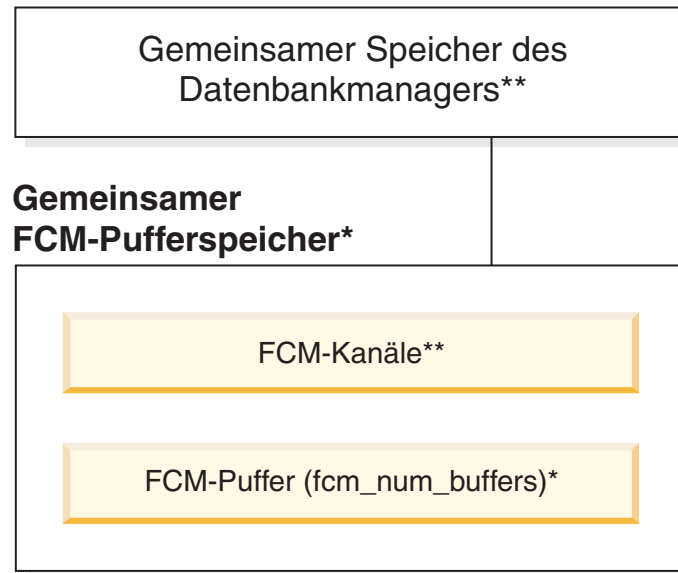 Gemeinsamer Speicher des
Datenbankmanagers**
Gemeinsamer
FCM-Pufferspeicher*
FCM-Kanäle**
FCM-Puffer (fcm_num_buffers)*